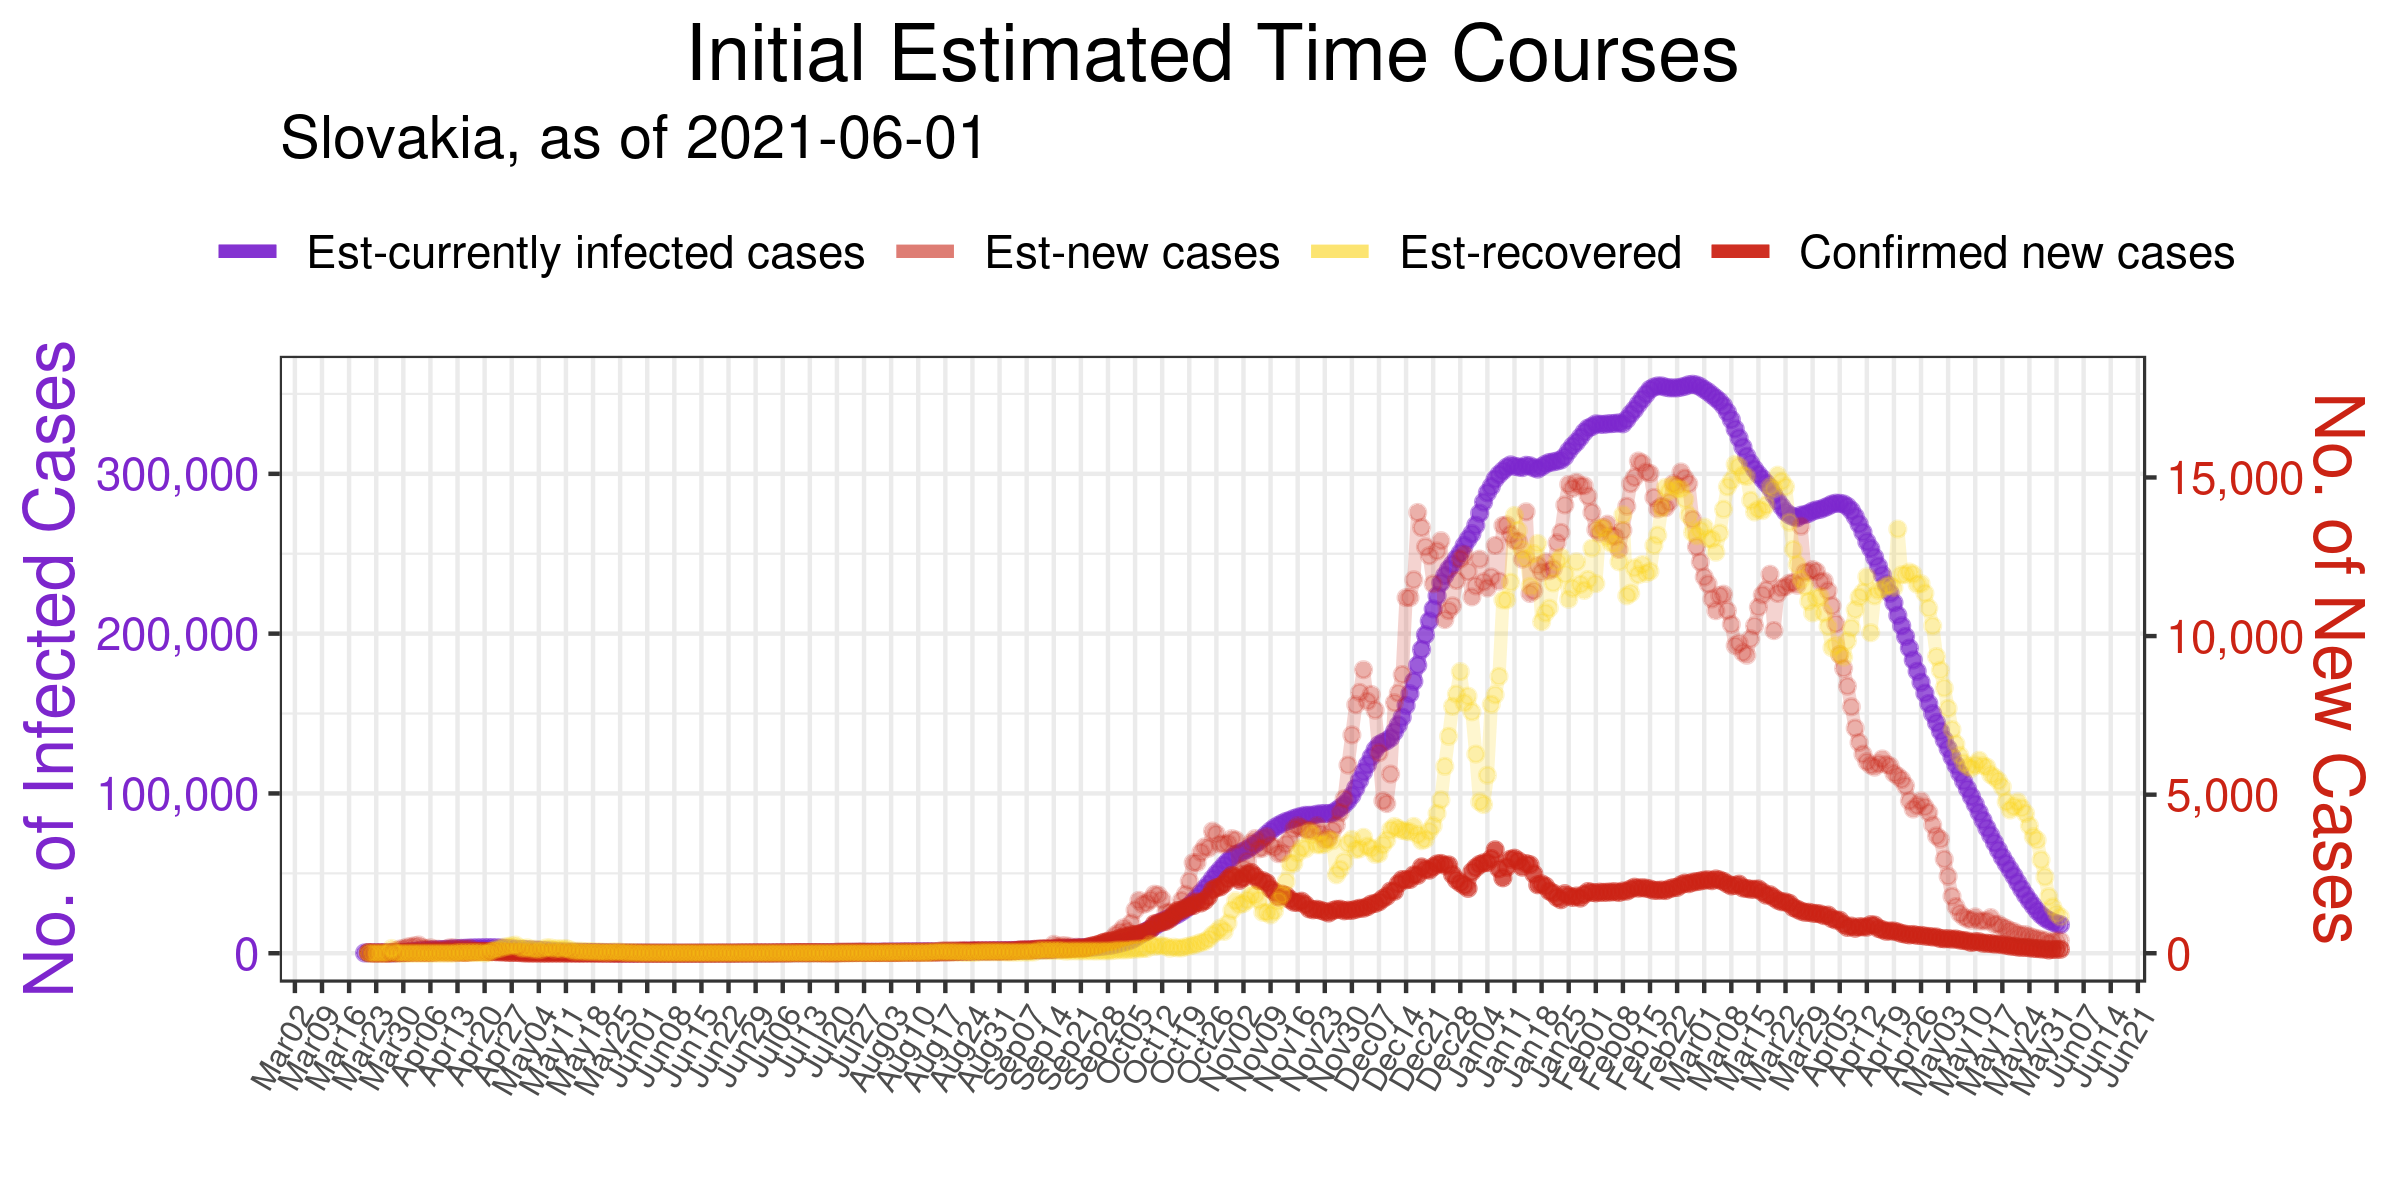 Initial Estimated Time Courses
Slovakia, as of 2021-06-01
Est-currently infected cases Est-new cases Est-recovered Confirmed new cases
No. of Infected Cases
300,000
200,000
100,000
0
15,000
10,000
5,000
0
No. of New Cases
Mar02 Mar09 Mar16 Mar23 Mar30 Apr06 Apr13 Apr20 Apr27 May04 May11 May18 May25 Jun01 Jun08 Jun15 Jun22 Jun29 Jul06 Jul13 Jul20 Jul27 Aug03 Aug10 Aug17 Aug24 Aug31 Sep07 Sep14 Sep21 Sep28 Oct05 Oct12 Oct19 Oct26 Nov02 Nov09 Nov16 Nov23 Nov30 Dec07 Dec14 Dec21 Dec28 Jan04 Jan11 Jan18 Jan25 Feb01 Feb08 Feb15 Feb22 Mar01 Mar08 Mar15 Mar22 Mar29 Apr05 Apr12 Apr19 Apr26 May03 May10 May17 May24 May31 Jun07 Jun14 Jun21